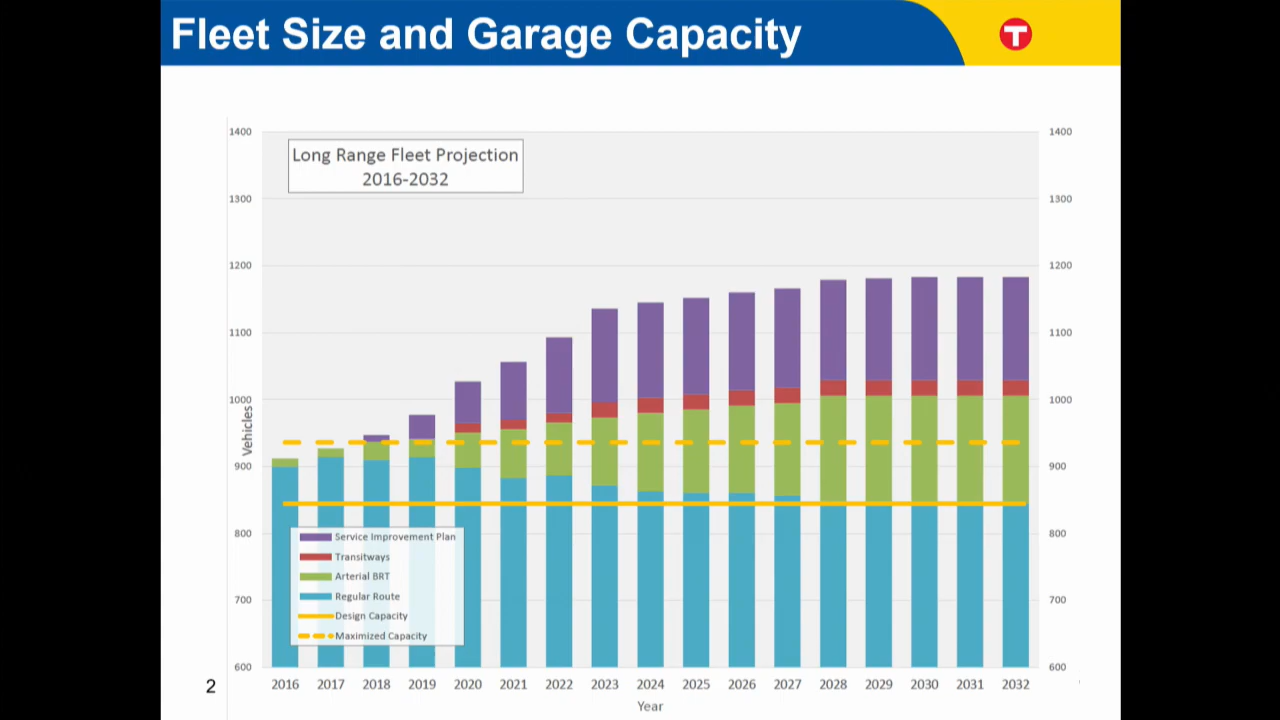 Fleet Size and Garage Capacity
T
Long Range Fleet Projection
2016-2032
1400
1300
1200
1100
1000
900
800
700
600
Vehicles
1400
1300
1200
1100
1000
900
800
700
600
Service Improvement Plan
Transitways
Arterial BRT
Regular Route
Design Capacity
Maximized Capacity
2016 2017 2018 2019 2020 2021 2022 2023 2024 2025 2026 2027 2028 2029 2030 2031 2032
Year
2